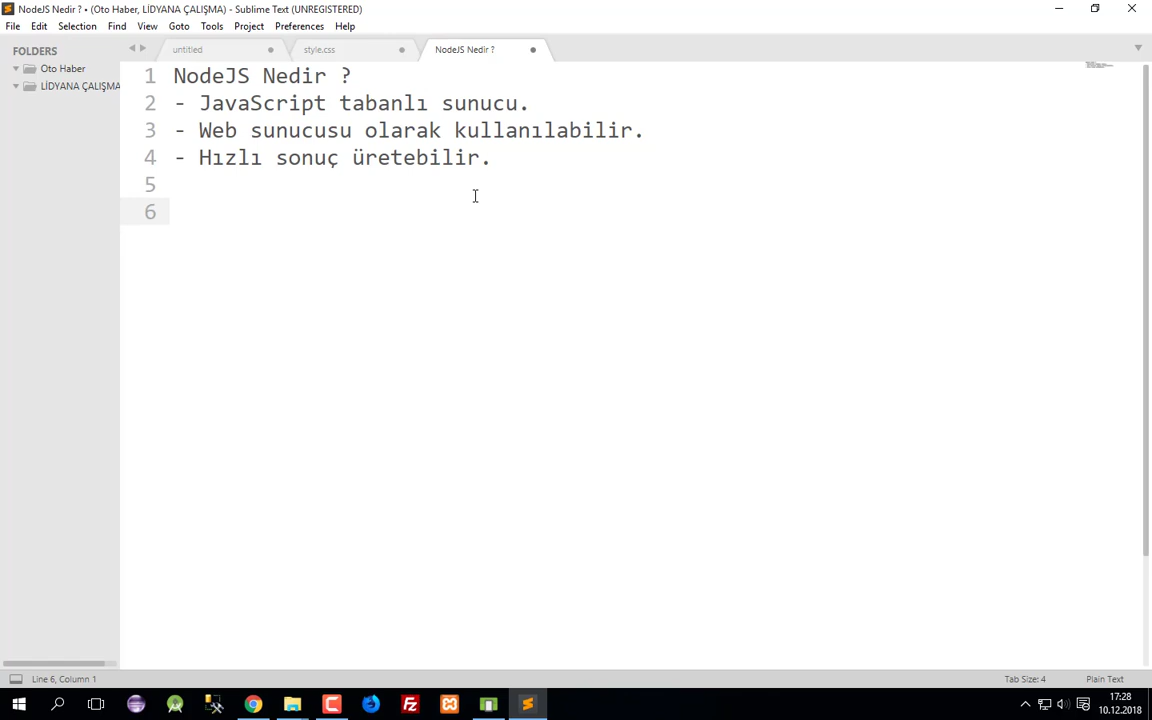 NodeJS Nedir ? • (Oto Haber, LİDYANA ÇALIŞMA) - Sublime Text (UNREGISTERED)
File Edit Selection Find View Goto Tools Project Preferences Help
FOLDERS
Oto Haber
LİDYANA ÇALIŞMA
untitled
style.css
NodeJS Nedir ?
1 NodeJS Nedir ?
2 - JavaScript tabanlı sunucu.
3 - Web sunucusu olarak kullanılabilir.
4 - Hızlı sonuç üretebilir.
5
6
Line 6, Column 1
Tab Size: 4
Plain Text
17:28
10.12.2018